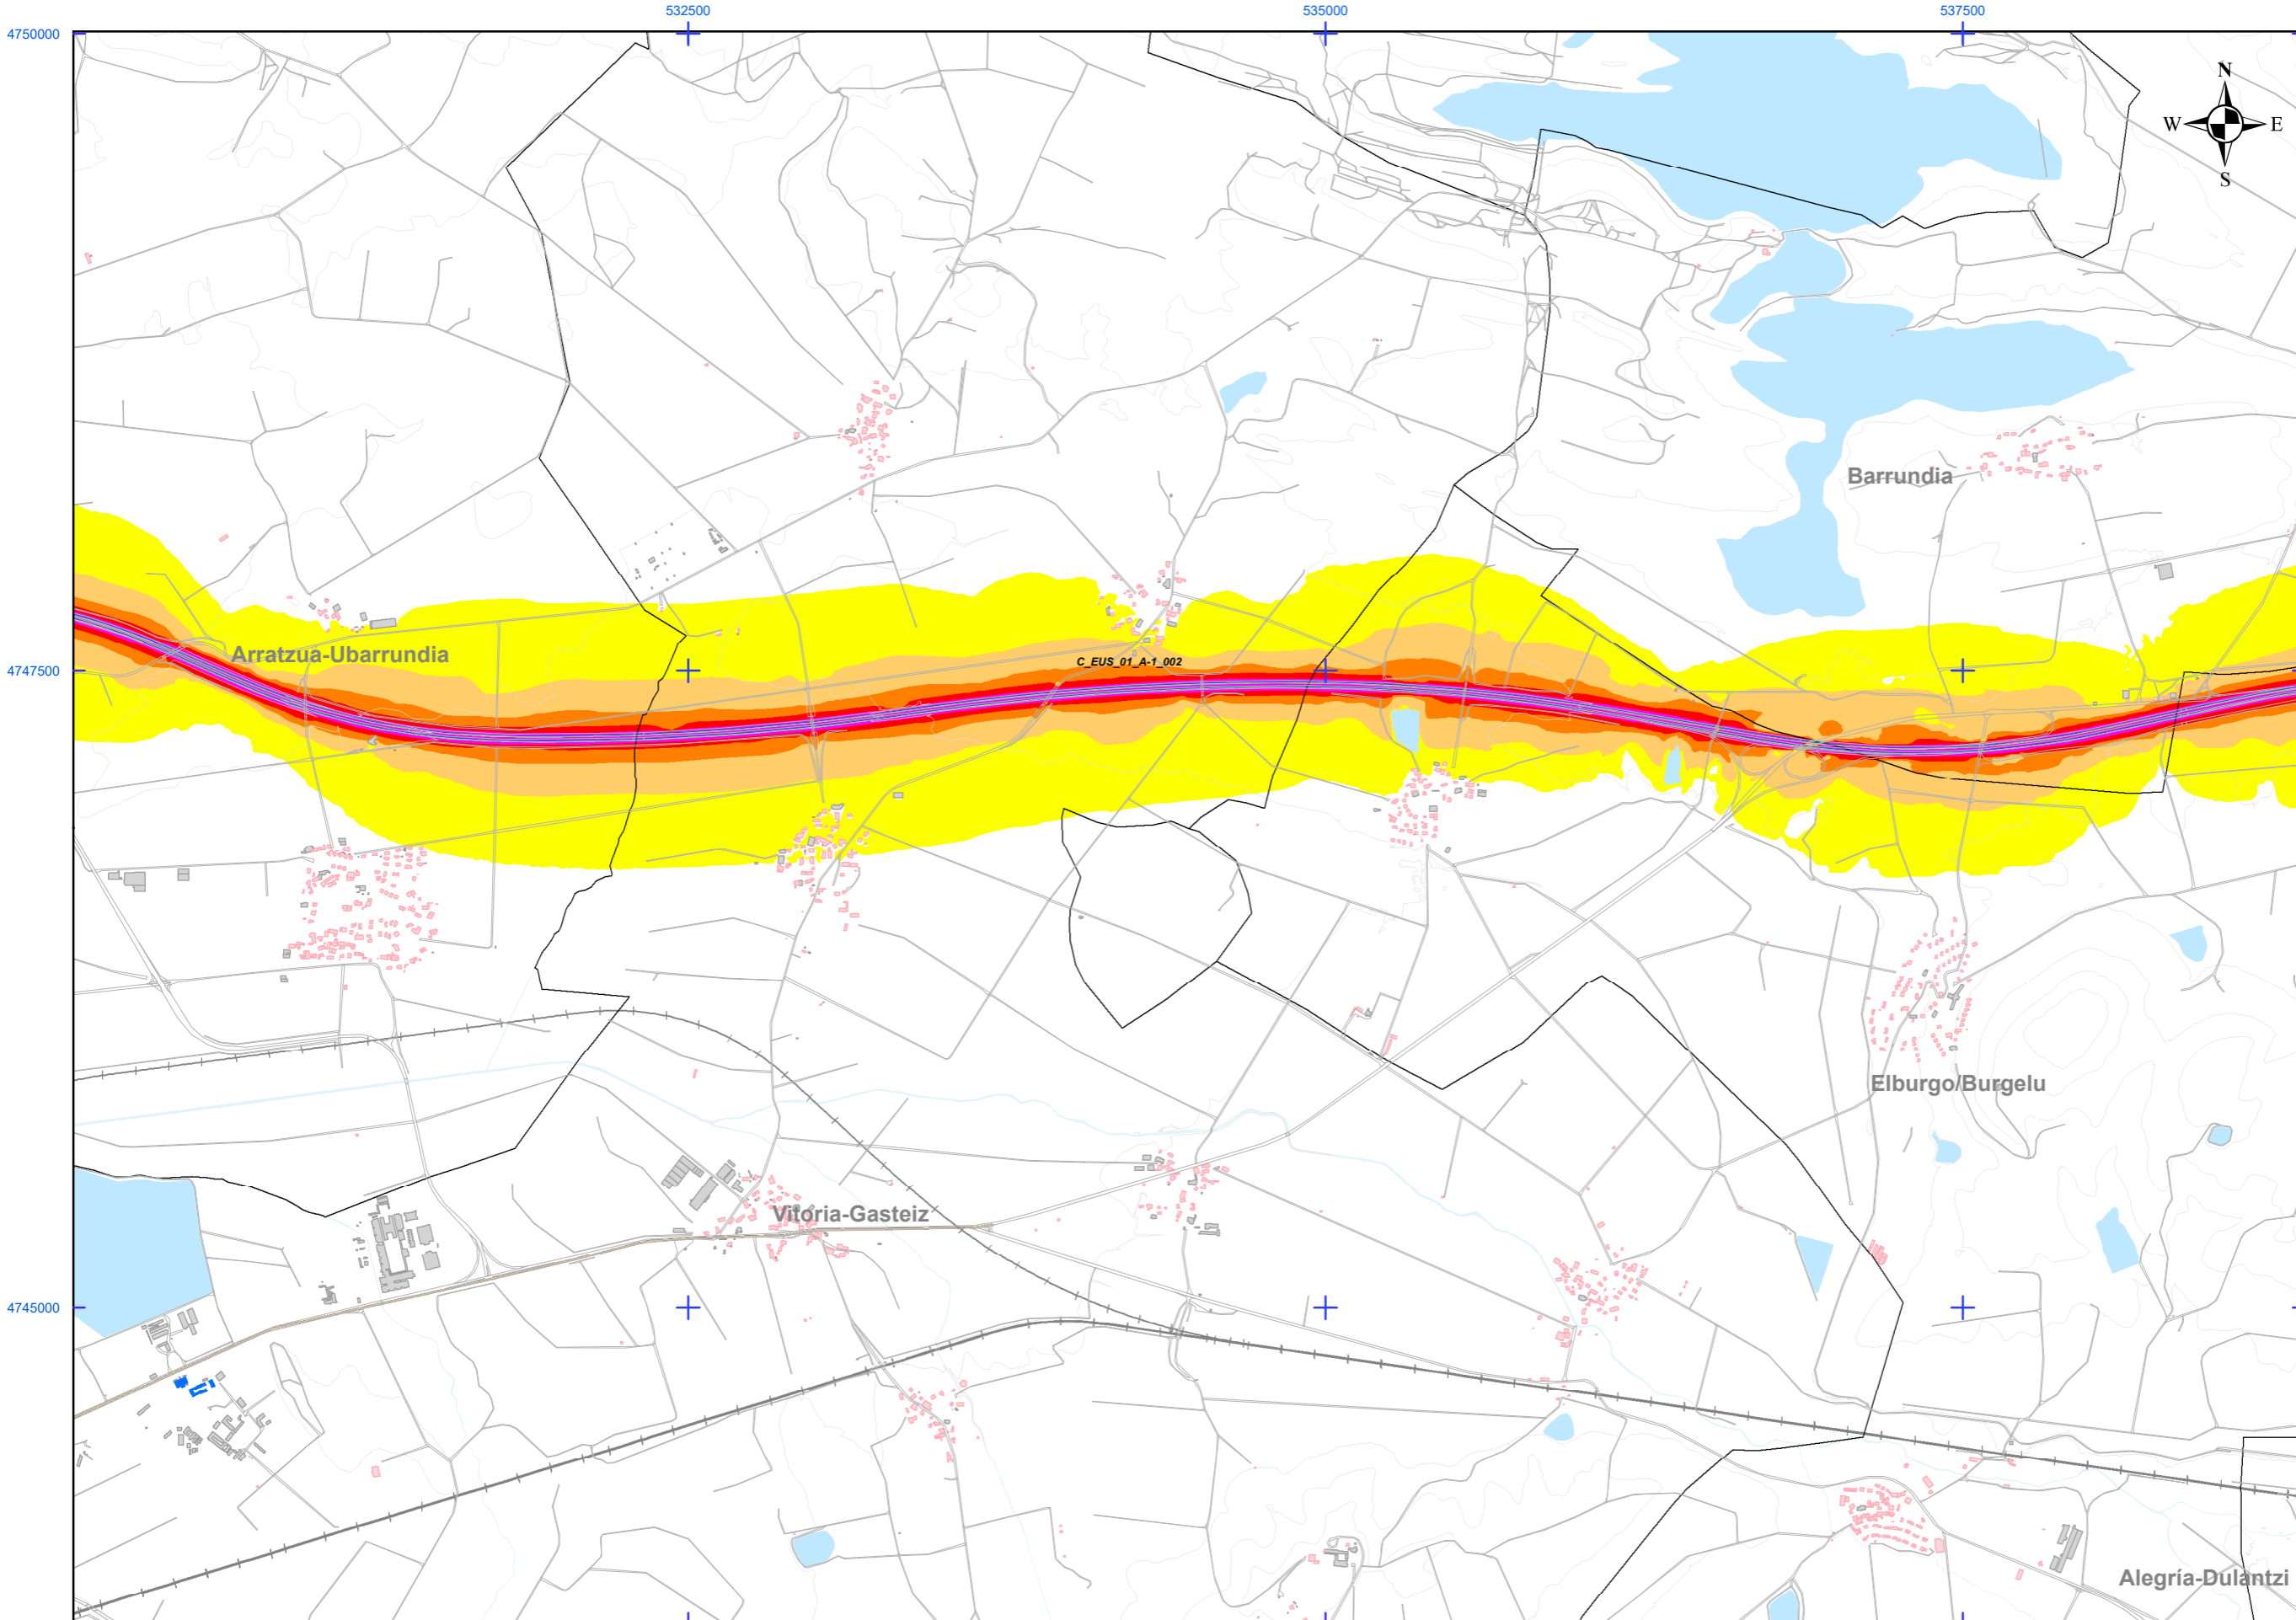 532500
535000
537500
4750000
N
W
E
S
Barrundia
Arratzua-Ubarrundia
C_EUS_01_A-1_002
4747500
Elburgo/Burgelu
Vitoria-Gasteiz
4745000
Alegría-Dulantzi